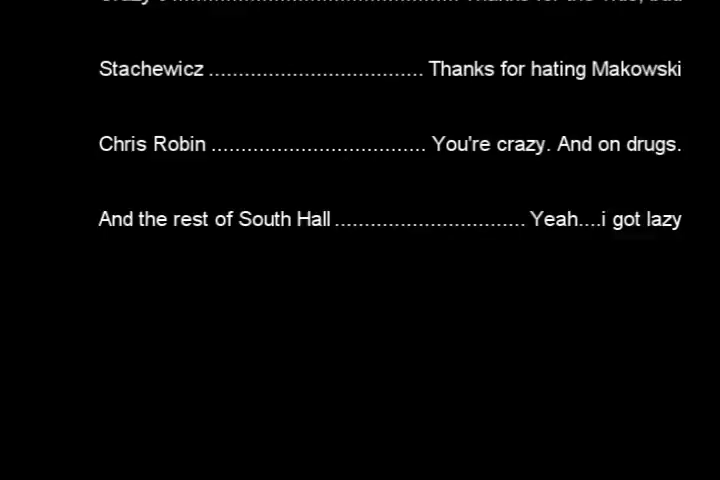 Stachewicz .................................... Thanks for hating Makowski
Chris Robin .................................... You're crazy. And on drugs.
And the rest of South Hall ................................ Yeah....i got lazy